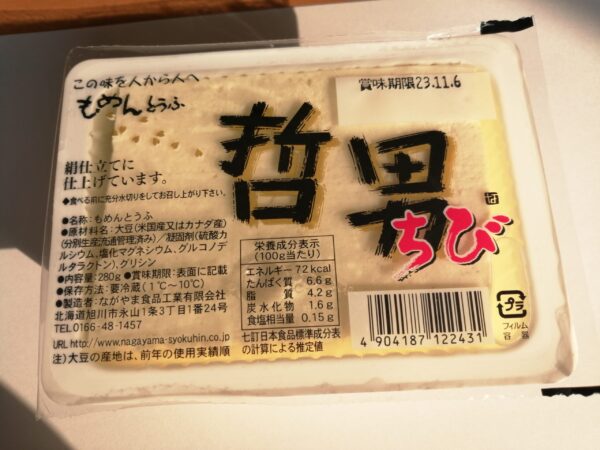 この味を人から人へ
もめんとうふ
賞味期限23.11.6
哲男
ちび
絹仕立てに
仕上げています。
◆食べる前に充分水切りをしてお召し上がり下さい。
●名称:もめんとうふ
●原材料名:大豆(米国産又はカナダ産)
(分別生産流通管理済み)/凝固剤(硫酸カ
ルシウム,塩化マグネシウム,グルコノデ
ルタラクトン),グリシン
●内容量:280g●賞味期限:表面に記載
●保存方法:要冷蔵(1℃〜10℃)
●製造者:ながやま食品工業有限会社
北海道旭川市永山1条3丁目1番24号
TEL0166-48-1457
URL http://www.nagayama-syokuhin.co.jp
注)大豆の産地は、前年の使用実績順
栄養成分表示
(100g当たり)
エネルギー 72kcal
たんぱく質 6.6g
脂質 4.2g
炭水化物 1.6g
食塩相当量 0.15g
七訂日本食品標準成分表
の計算による推定値
4 904187 122431
プラ
フィルム
容器